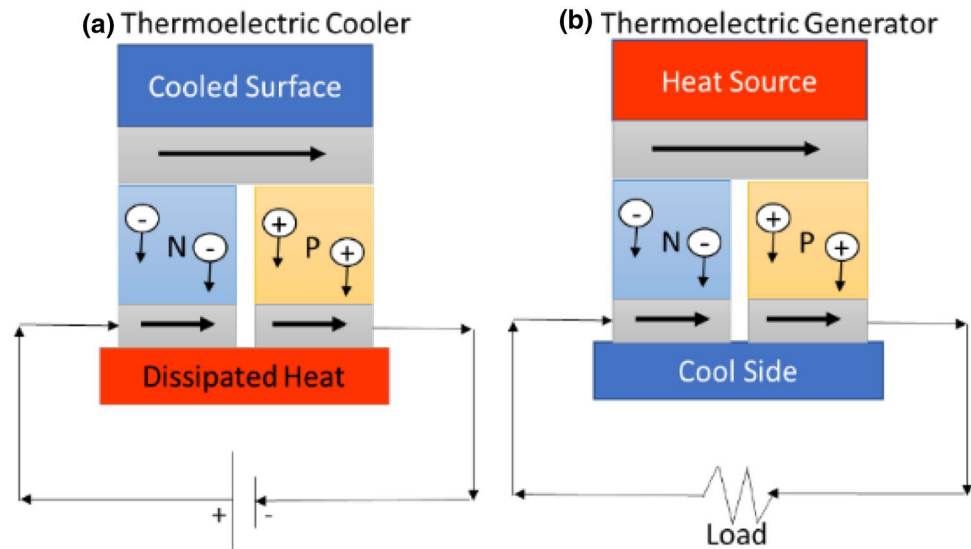 (a) Thermoelectric Cooler
Cooled Surface
- N -
+ P +
Dissipated Heat
+ -
(b) Thermoelectric Generator
Heat Source
- N -
+ P +
Cool Side
Load